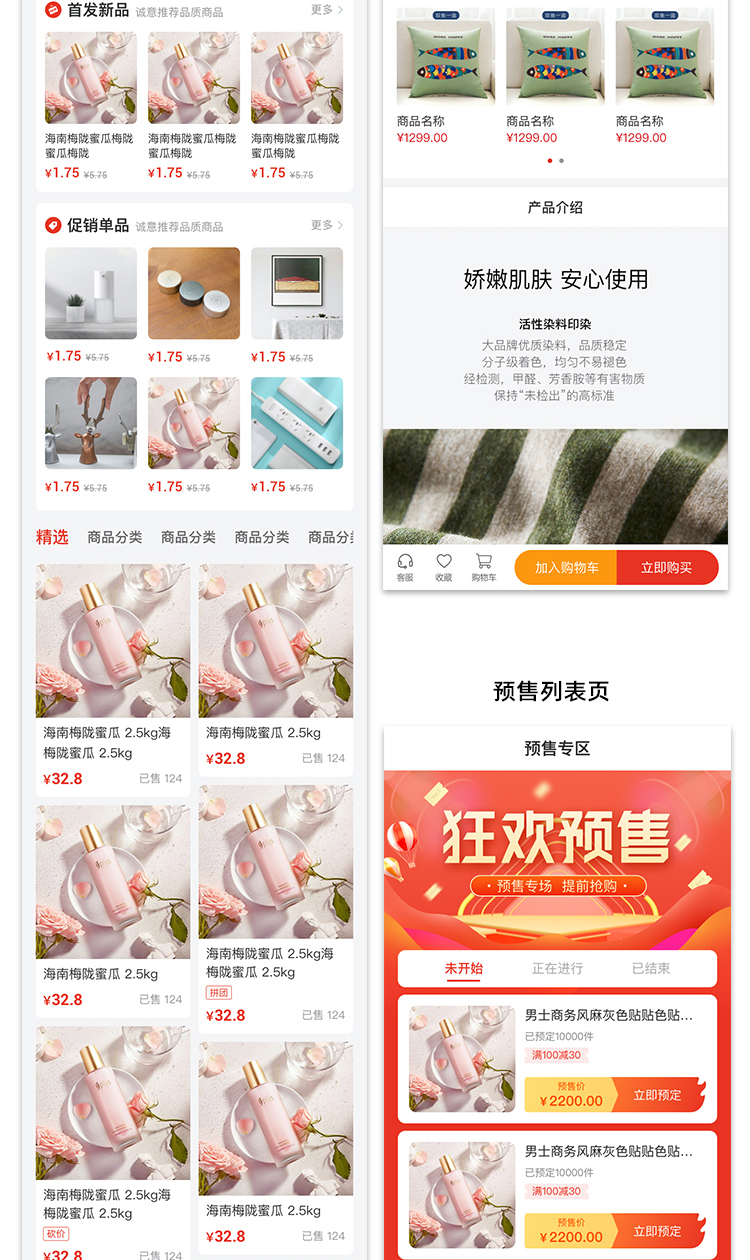 首发新品 诚意推荐品质商品 更多
海南梅陇蜜瓜梅陇
蜜瓜梅陇
海南梅陇蜜瓜梅陇
蜜瓜梅陇
海南梅陇蜜瓜梅陇
蜜瓜梅陇
¥1.75 ¥5.75 ¥1.75 ¥5.75 ¥1.75 ¥5.75
促销单品 诚意推荐品质商品 更多
¥1.75 ¥5.75 ¥1.75 ¥5.75 ¥1.75 ¥5.75
¥1.75 ¥5.75 ¥1.75 ¥5.75 ¥1.75 ¥5.75
精选 商品分类 商品分类 商品分类 商品分类
海南梅陇蜜瓜 2.5kg海
梅陇蜜瓜 2.5kg
¥32.8 已售 124
海南梅陇蜜瓜 2.5kg
¥32.8 已售 124
海南梅陇蜜瓜 2.5kg
¥32.8 已售 124
海南梅陇蜜瓜 2.5kg海
梅陇蜜瓜 2.5kg
拼团
¥32.8 已售 124
海南梅陇蜜瓜 2.5kg海
梅陇蜜瓜 2.5kg
砍价
¥32.8 已售 124
海南梅陇蜜瓜 2.5kg
¥32.8 已售 124
商品名称 商品名称 商品名称
¥1299.00 ¥1299.00 ¥1299.00
产品介绍
娇嫩肌肤 安心使用
活性染料印染
大品牌优质染料，品质稳定
分子级着色，均匀不易褪色
经检测，甲醛、芳香胺等有害物质
保持“未检出”的高标准
客服 收藏 购物车 加入购物车 立即购买
预售列表页
预售专区
狂欢预售
· 预售专场 提前抢购 ·
未开始 正在进行 已结束
男士商务风麻灰色贴贴色贴...
已预定10000件
满100减30
预售价
¥2200.00 立即预定
男士商务风麻灰色贴贴色贴...
已预定10000件
满100减30
预售价
¥2200.00 立即预定